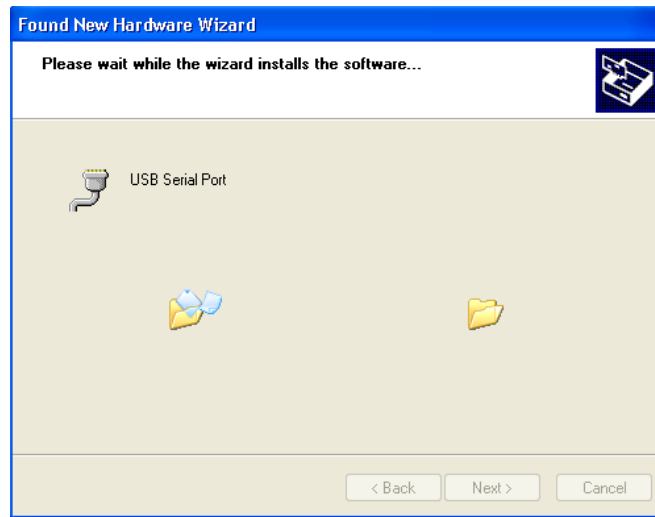 Found New Hardware Wizard
Please wait while the wizard installs the software...
USB Serial Port
< Back
Next >
Cancel